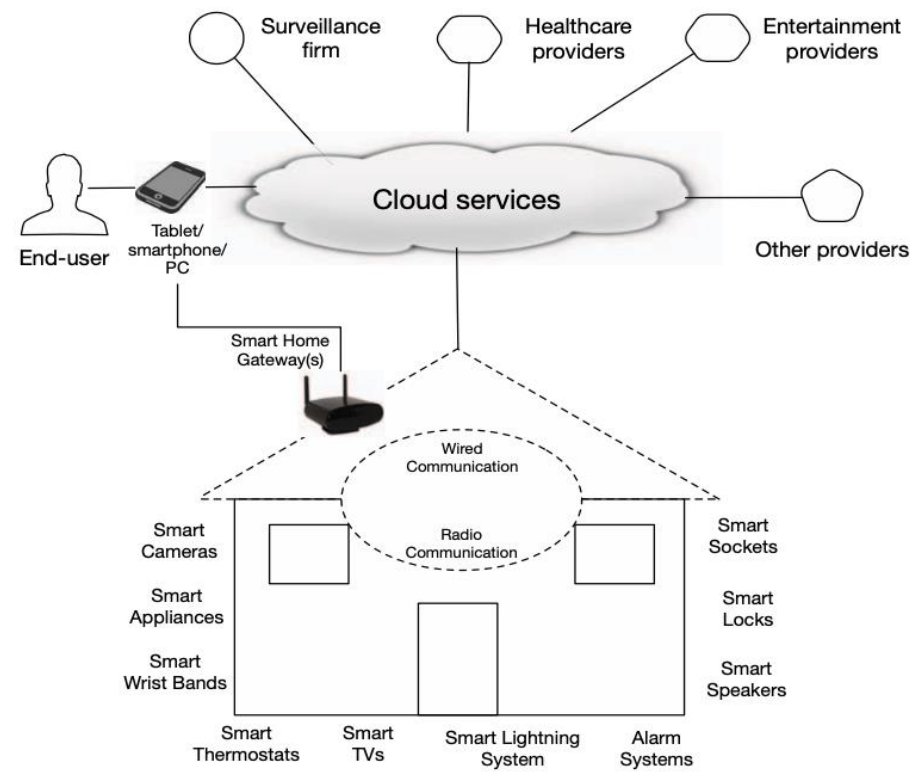 Surveillance
firm
Healthcare
providers
Entertainment
providers
Cloud services
End-user
Tablet/
smartphone/
PC
Other providers
Smart Home
Gateway(s)
Wired
Communication
Radio
Communication
Smart
Cameras
Smart
Sockets
Smart
Appliances
Smart
Locks
Smart
Wrist Bands
Smart
Speakers
Smart
Thermostats
Smart
TVs
Smart Lightning
System
Alarm
Systems